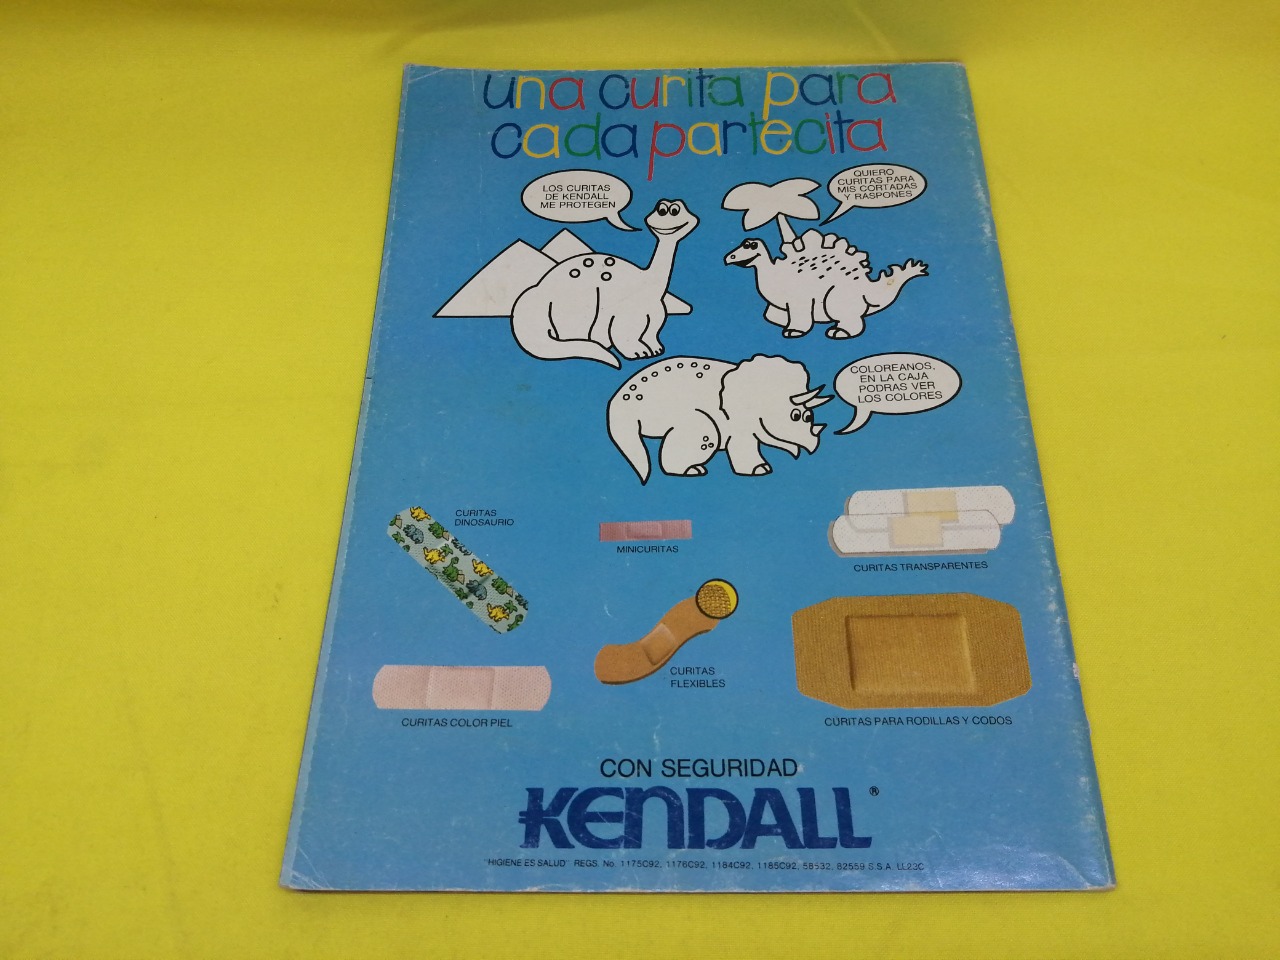 una curita para
cada partecita
LOS CURITAS
DE KENDALL
ME PROTEGEN
QUIERO
CURITAS PARA
MIS CORTADAS
Y RASPONES
COLOREANOS,
EN LA CAJA
PODRAS VER
LOS COLORES
CURITAS
DINOSAURIO
MINICURITAS
CURITAS TRANSPARENTES
CURITAS COLOR PIEL
CURITAS
FLEXIBLES
CURITAS PARA RODILLAS Y CODOS
CON SEGURIDAD
KENDALL®
"HIGIENE ES SALUD" REGS. No. 1175C92, 1176C92, 1184C92, 1185C92, 58532, 82559 S.S.A. LL23C